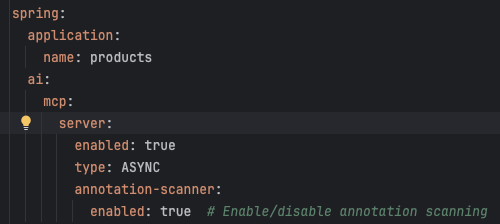 spring:
  application:
    name: products
  ai:
    mcp:
      server:
        enabled: true
        type: ASYNC
        annotation-scanner:
          enabled: true  # Enable/disable annotation scanning